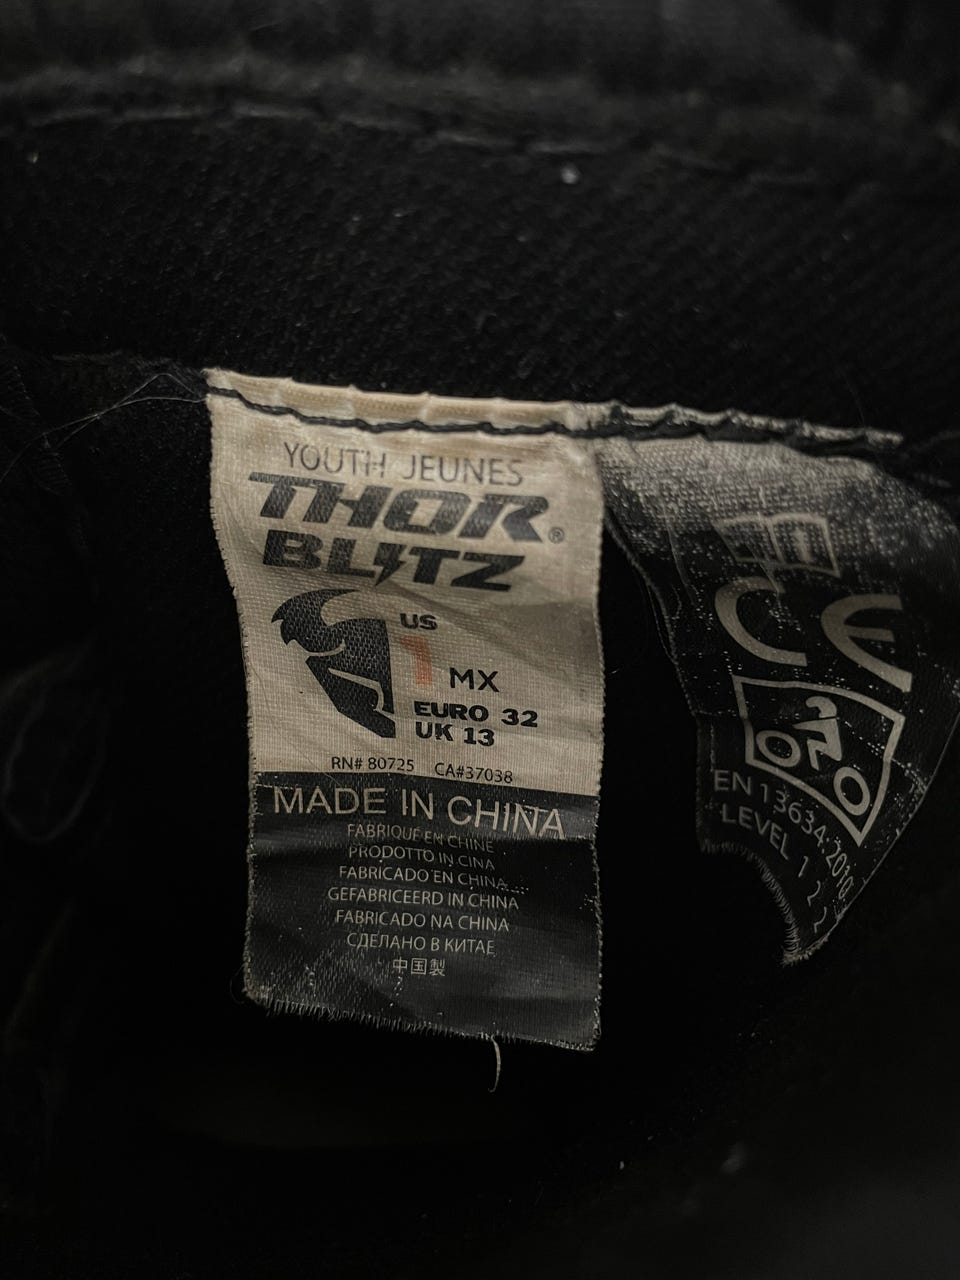 YOUTH JEUNES
THOR®
BLITZ
US
1 MX
EURO 32
UK 13
RN# 80725 CA#37038
MADE IN CHINA
FABRIQUÉ EN CHINE
PRODOTTO IN CINA
FABRICADO EN CHINA
GEFABRICEERD IN CHINA
FABRICADO NA CHINA
СДЕЛАНО В КИТАЕ
中国製
CE
EN 13634:2010
LEVEL 1 2 2